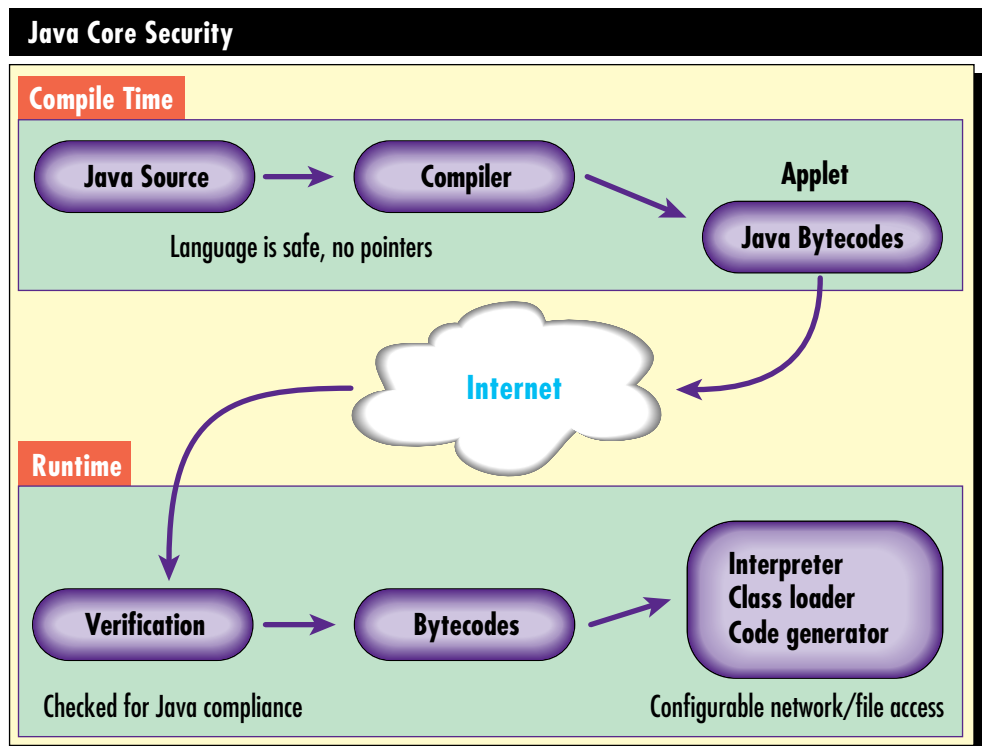 Java Core Security
Compile Time
Java Source
Compiler
Applet
Java Bytecodes
Language is safe, no pointers
Internet
Runtime
Verification
Bytecodes
Interpreter
Class loader
Code generator
Checked for Java compliance
Configurable network/file access